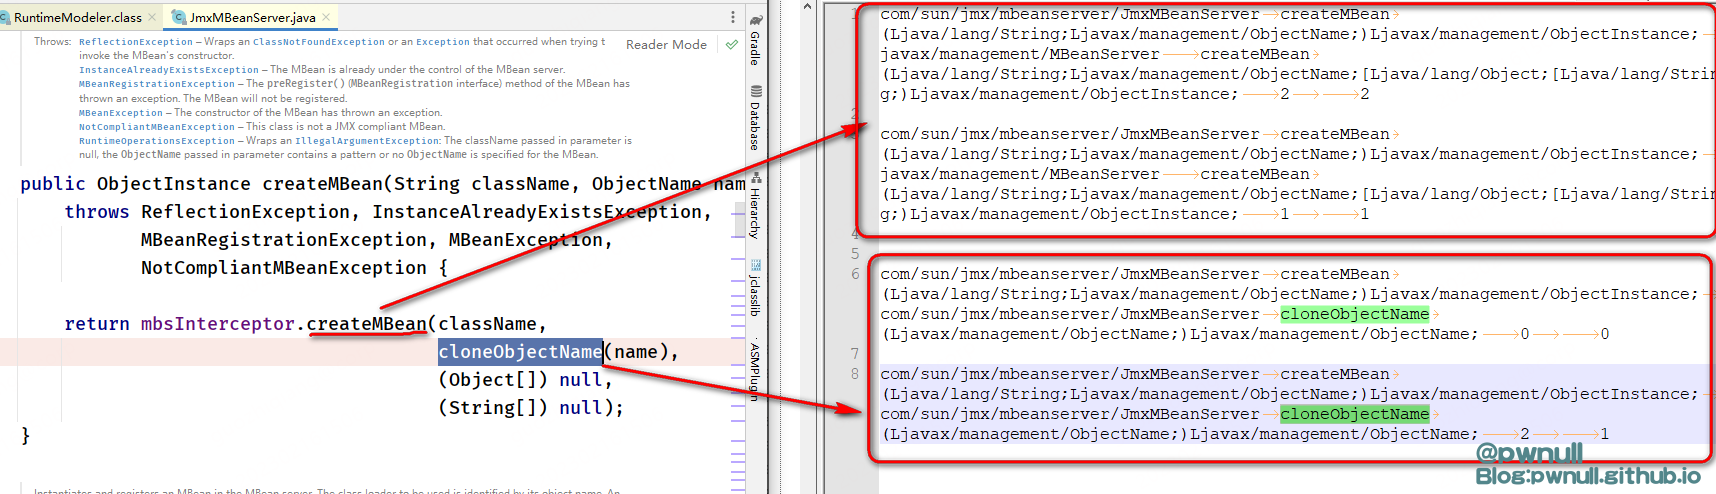 RuntimeModeler.class
JmxMBeanServer.java
Throws: ReflectionException – Wraps an ClassNotFoundException or an Exception that occurred when trying t
invoke the MBean's constructor.
InstanceAlreadyExistsException – The MBean is already under the control of the MBean server.
MBeanRegistrationException – The preRegister() (MBeanRegistration interface) method of the MBean has
thrown an exception. The MBean will not be registered.
MBeanException – The constructor of the MBean has thrown an exception.
NotCompliantMBeanException – This class is not a JMX compliant MBean.
RuntimeOperationsException – Wraps an IllegalArgumentException: The className passed in parameter is
null, the ObjectName passed in parameter contains a pattern or no ObjectName is specified for the MBean.
Reader Mode
public ObjectInstance createMBean(String className, ObjectName nam
throws ReflectionException, InstanceAlreadyExistsException,
MBeanRegistrationException, MBeanException,
NotCompliantMBeanException {
return mbsInterceptor.createMBean(className,
cloneObjectName(name),
(Object[]) null,
(String[]) null);
}
Instantiates and registers an MBean in the MBean server. The class loader to be used is identified by its object name. An
Gradle
Database
Hierarchy
jclasslib
ASMPlugin
com/sun/jmx/mbeanserver/JmxMBeanServer→createMBean→
(Ljava/lang/String;Ljavax/management/ObjectName;)Ljavax/management/ObjectInstance;→
javax/management/MBeanServer→createMBean→
(Ljava/lang/String;Ljavax/management/ObjectName;[Ljava/lang/Object;[Ljava/lang/Strin
g;)Ljavax/management/ObjectInstance;→2→→2
2
com/sun/jmx/mbeanserver/JmxMBeanServer→createMBean→
(Ljava/lang/String;Ljavax/management/ObjectName;)Ljavax/management/ObjectInstance;→
javax/management/MBeanServer→createMBean→
(Ljava/lang/String;Ljavax/management/ObjectName;[Ljava/lang/Object;[Ljava/lang/Strin
g;)Ljavax/management/ObjectInstance;→1→→1
4
5
6 com/sun/jmx/mbeanserver/JmxMBeanServer→createMBean→
(Ljava/lang/String;Ljavax/management/ObjectName;)Ljavax/management/ObjectInstance;→
com/sun/jmx/mbeanserver/JmxMBeanServer→cloneObjectName→
(Ljavax/management/ObjectName;)Ljavax/management/ObjectName;→0→→0
7
8 com/sun/jmx/mbeanserver/JmxMBeanServer→createMBean→
(Ljava/lang/String;Ljavax/management/ObjectName;)Ljavax/management/ObjectInstance;→
com/sun/jmx/mbeanserver/JmxMBeanServer→cloneObjectName→
(Ljavax/management/ObjectName;)Ljavax/management/ObjectName;→2→→1
@pwnull
Blog:pwnull.github.io